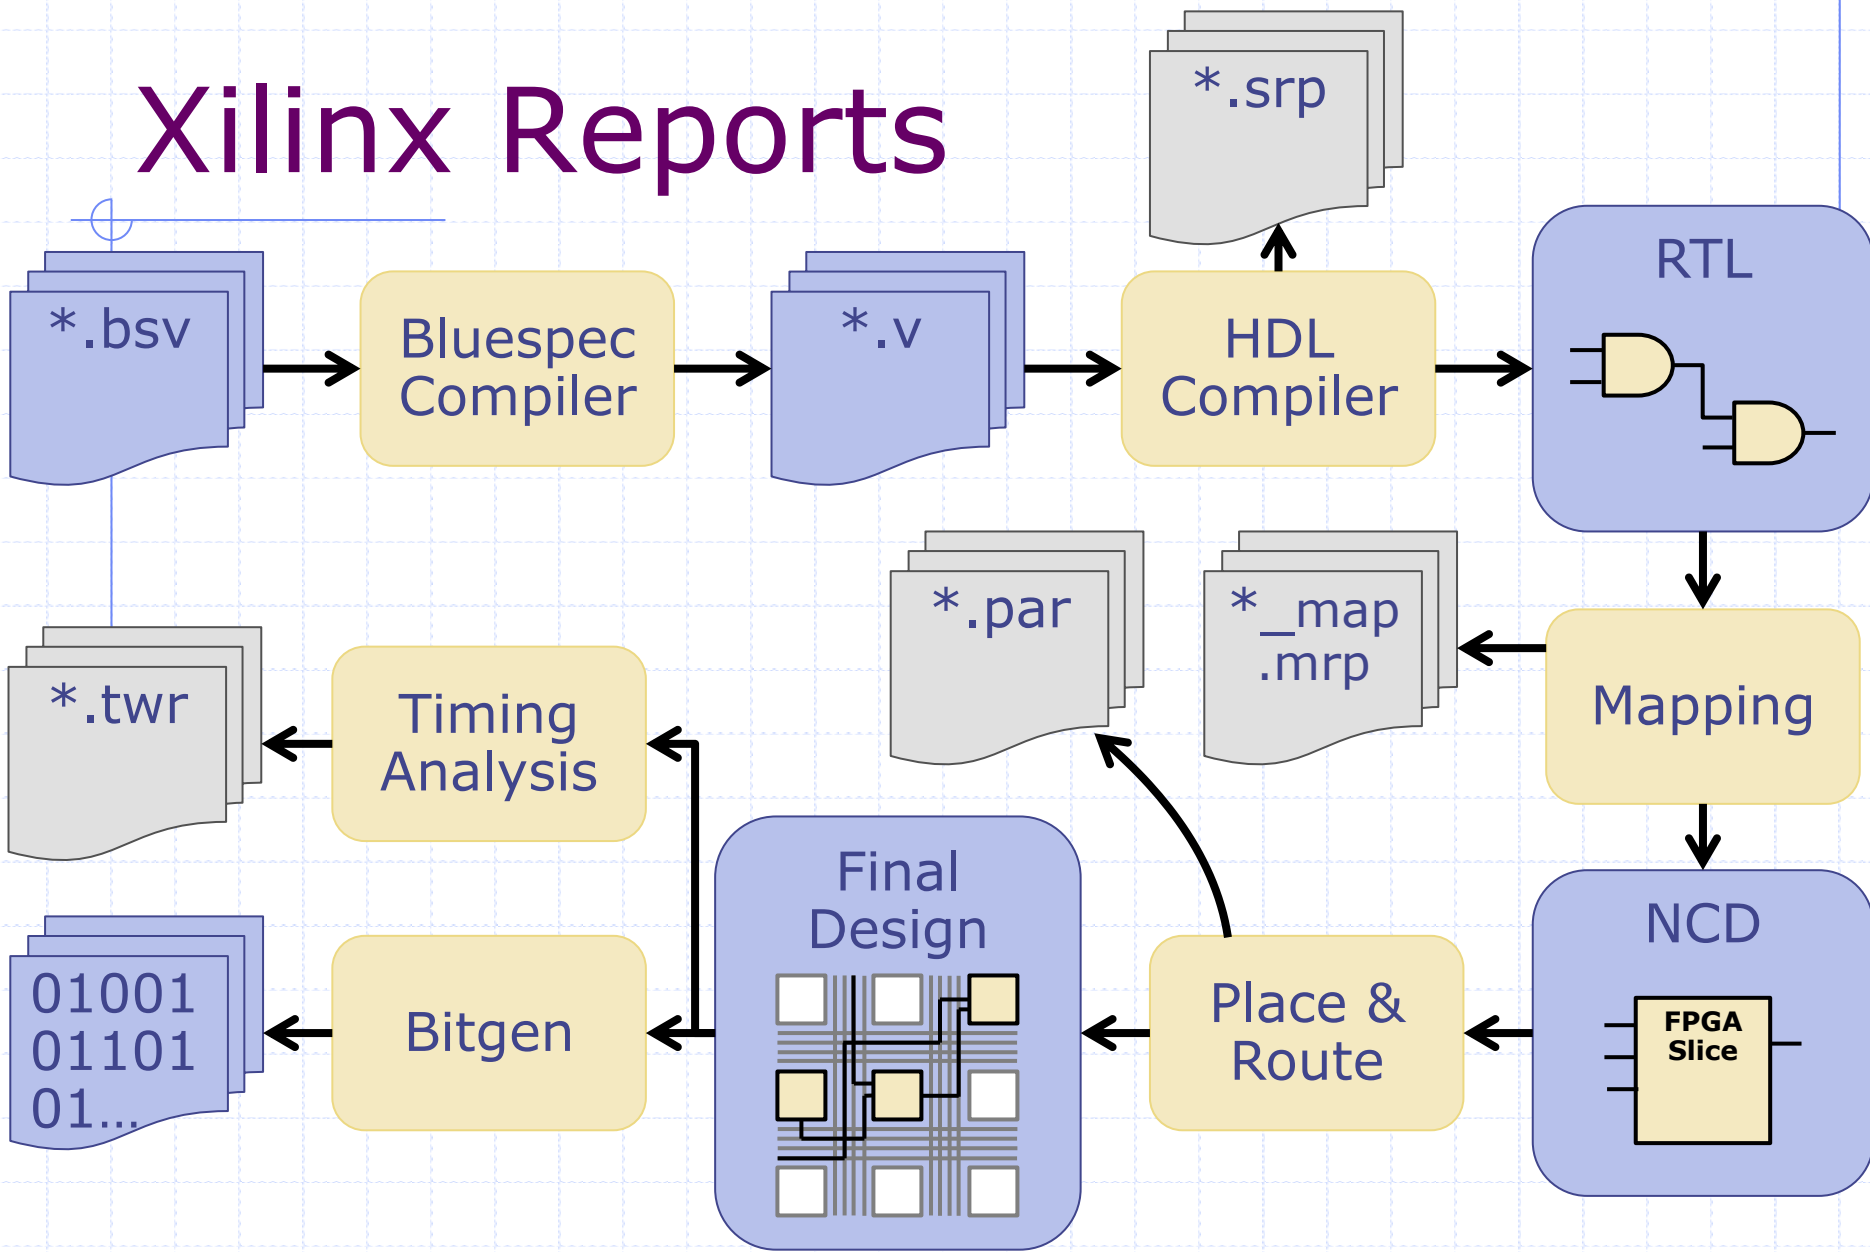 Xilinx Reports
*.srp
*.bsv
Bluespec
Compiler
*.v
HDL
Compiler
RTL
*.twr
Timing
Analysis
*.par
*_map
.mrp
Mapping
01001
01101
01...
Bitgen
Final
Design
Place &
Route
NCD
FPGA
Slice